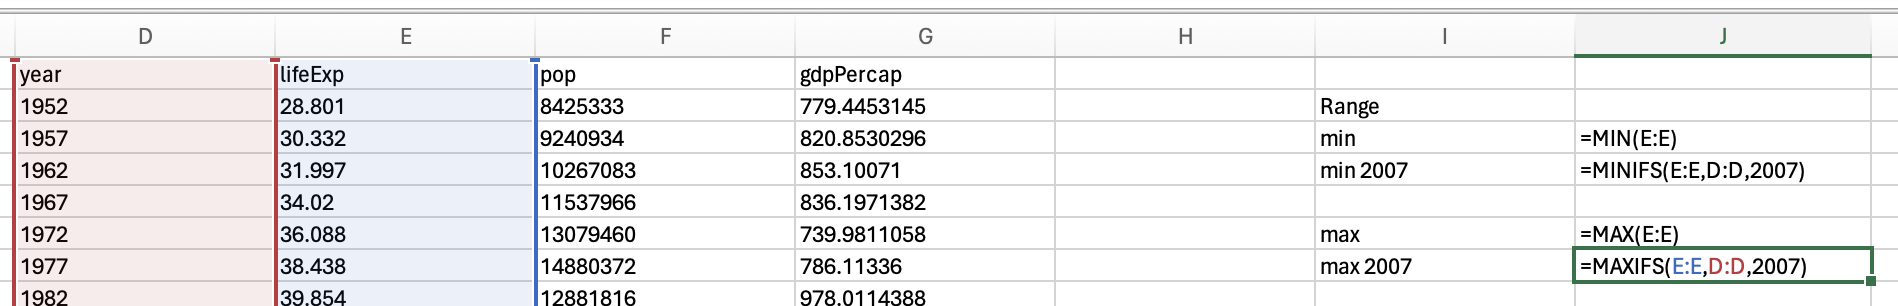 D E F G H I J
year lifeExp pop gdpPercap
1952 28.801 8425333 779.4453145 Range
1957 30.332 9240934 820.8530296 min =MIN(E:E)
1962 31.997 10267083 853.10071 min 2007 =MINIFS(E:E,D:D,2007)
1967 34.02 11537966 836.1971382
1972 36.088 13079460 739.9811058 max =MAX(E:E)
1977 38.438 14880372 786.11336 max 2007 =MAXIFS(E:E,D:D,2007)
1982 39.854 12881816 978.0114388